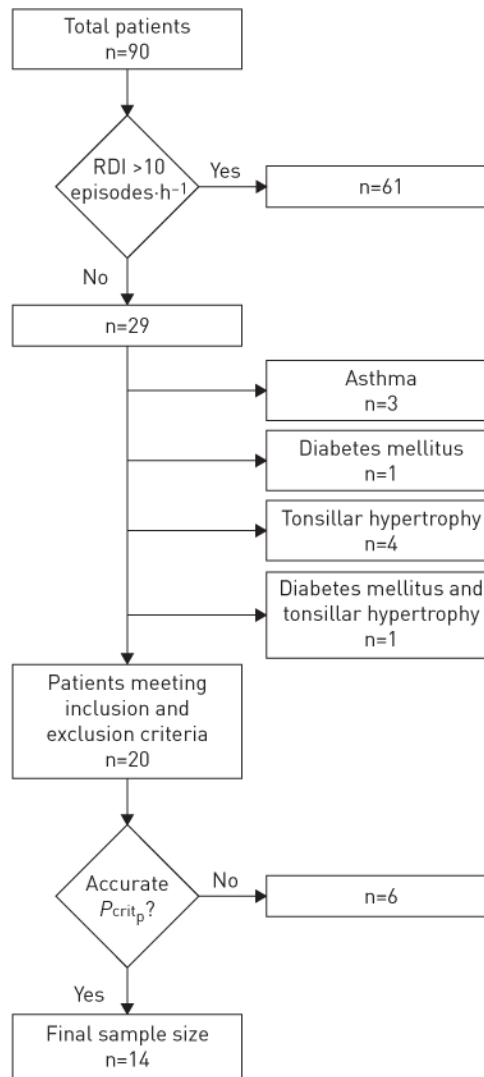 Total patients
n=90
RDI >10
episodes·h⁻¹
Yes
n=61
No
n=29
Asthma
n=3
Diabetes mellitus
n=1
Tonsillar hypertrophy
n=4
Diabetes mellitus and
tonsillar hypertrophy
n=1
Patients meeting
inclusion and
exclusion criteria
n=20
Accurate
Pcritp?
No
n=6
Yes
Final sample size
n=14